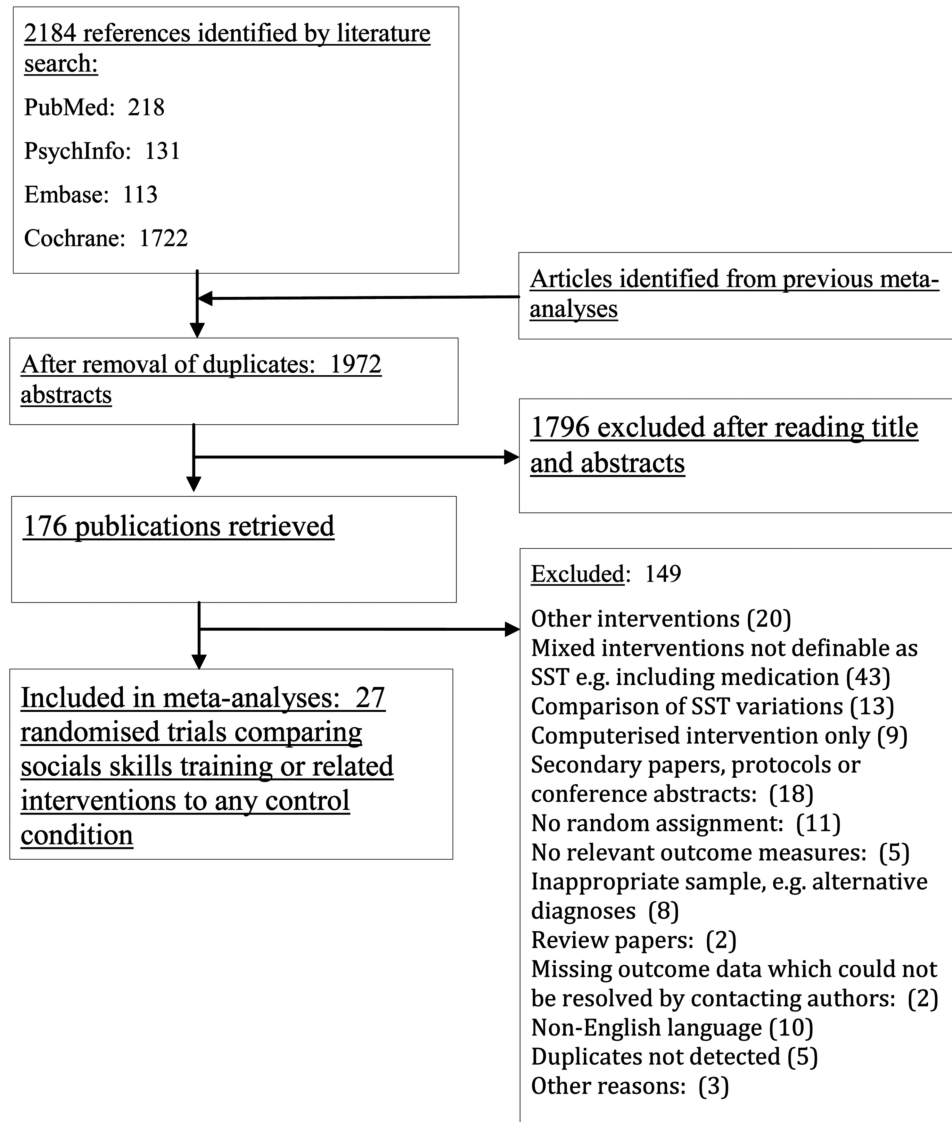 2184 references identified by literature
search:
PubMed:  218
PsychInfo:  131
Embase:  113
Cochrane:  1722
Articles identified from previous meta-
analyses
After removal of duplicates:  1972
abstracts
1796 excluded after reading title
and abstracts
176 publications retrieved
Excluded:  149
Other interventions (20)
Mixed interventions not definable as
SST e.g. including medication (43)
Comparison of SST variations (13)
Computerised intervention only (9)
Secondary papers, protocols or
conference abstracts:  (18)
No random assignment:  (11)
No relevant outcome measures:  (5)
Inappropriate sample, e.g. alternative
diagnoses  (8)
Review papers:  (2)
Missing outcome data which could not
be resolved by contacting authors:  (2)
Non-English language (10)
Duplicates not detected (5)
Other reasons:  (3)
Included in meta-analyses:  27
randomised trials comparing
socials skills training or related
interventions to any control
condition